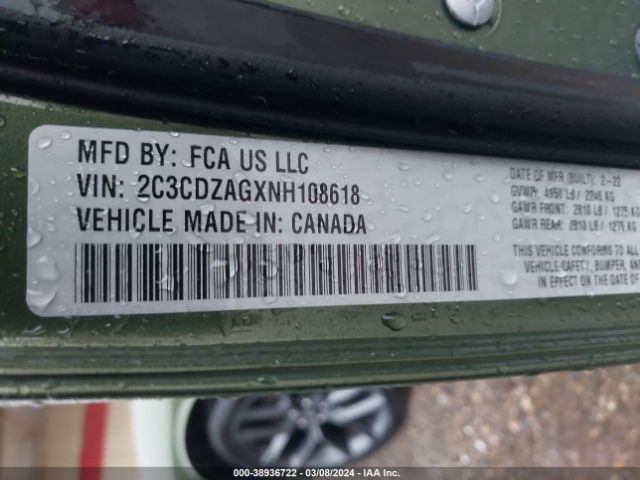 MFD BY: FCA US LLC
VIN: 2C3CDZAGXNH108618
VEHICLE MADE IN: CANADA
DATE OF MFR (BUILT): 2-22
GVWR: 4950 LB / 2245 KG
GAWR FRONT: 2810 LB / 1275 KG
GAWR REAR: 2810 LB / 1275 KG
THIS VEHICLE CONFORMS TO ALL
VEHICLE SAFETY, BUMPER, AND
IN EFFECT ON THE DATE OF
000-38936722 — 03/08/2024 — IAA Inc.